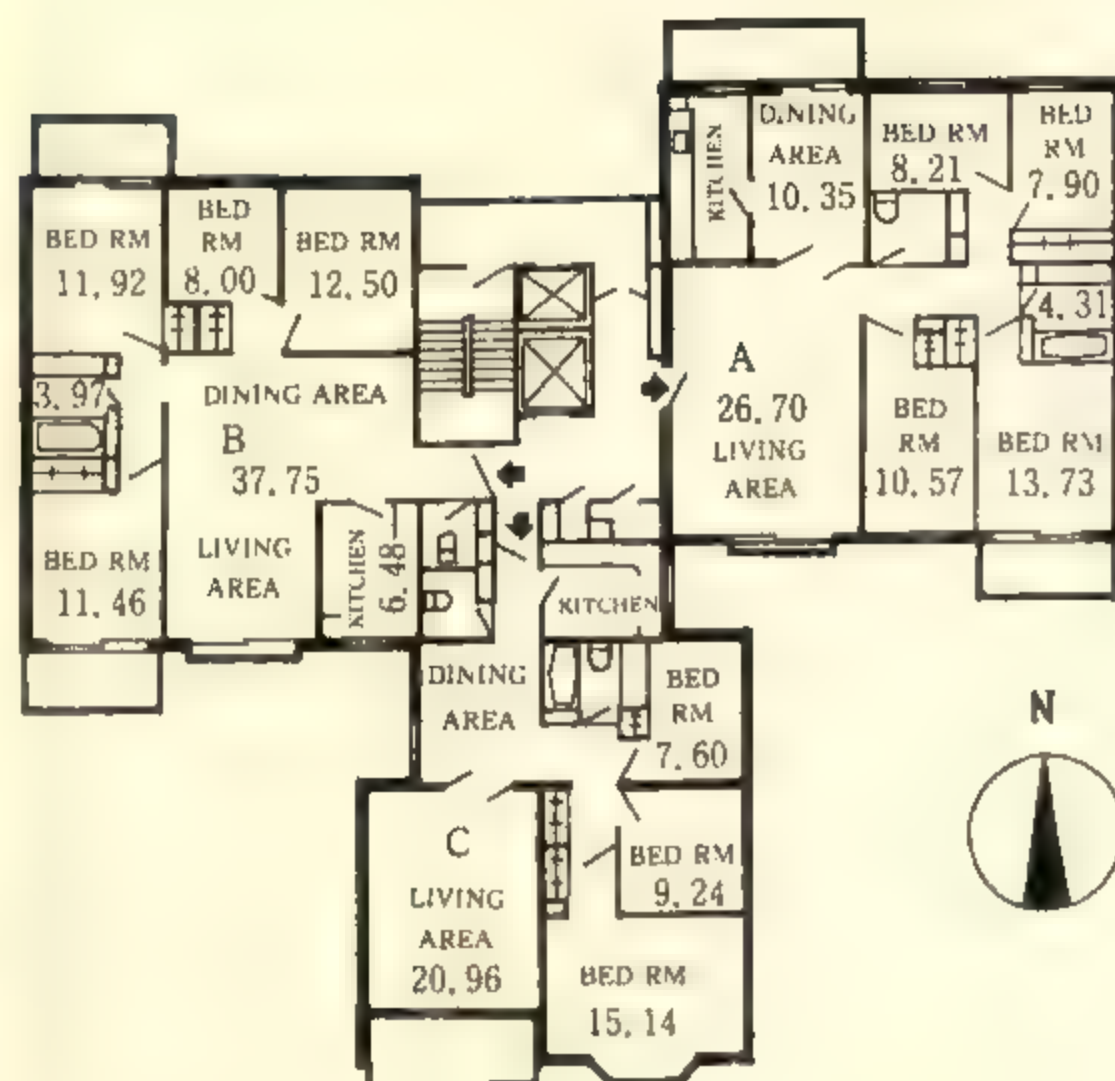 BED RM
11.92
BED
RM
8.00
BED RM
12.50
3.97
DINING AREA
B
37.75
LIVING
AREA
BED RM
11.46
KITCHEN
6.48
KITCHEN
DINING
AREA
10.35
BED RM
8.21
BED
RM
7.90
4.31
A
26.70
LIVING
AREA
BED
RM
10.57
BED RM
13.73
KITCHEN
DINING
AREA
BED
RM
7.60
C
LIVING
AREA
20.96
BED RM
9.24
BED RM
15.14
N